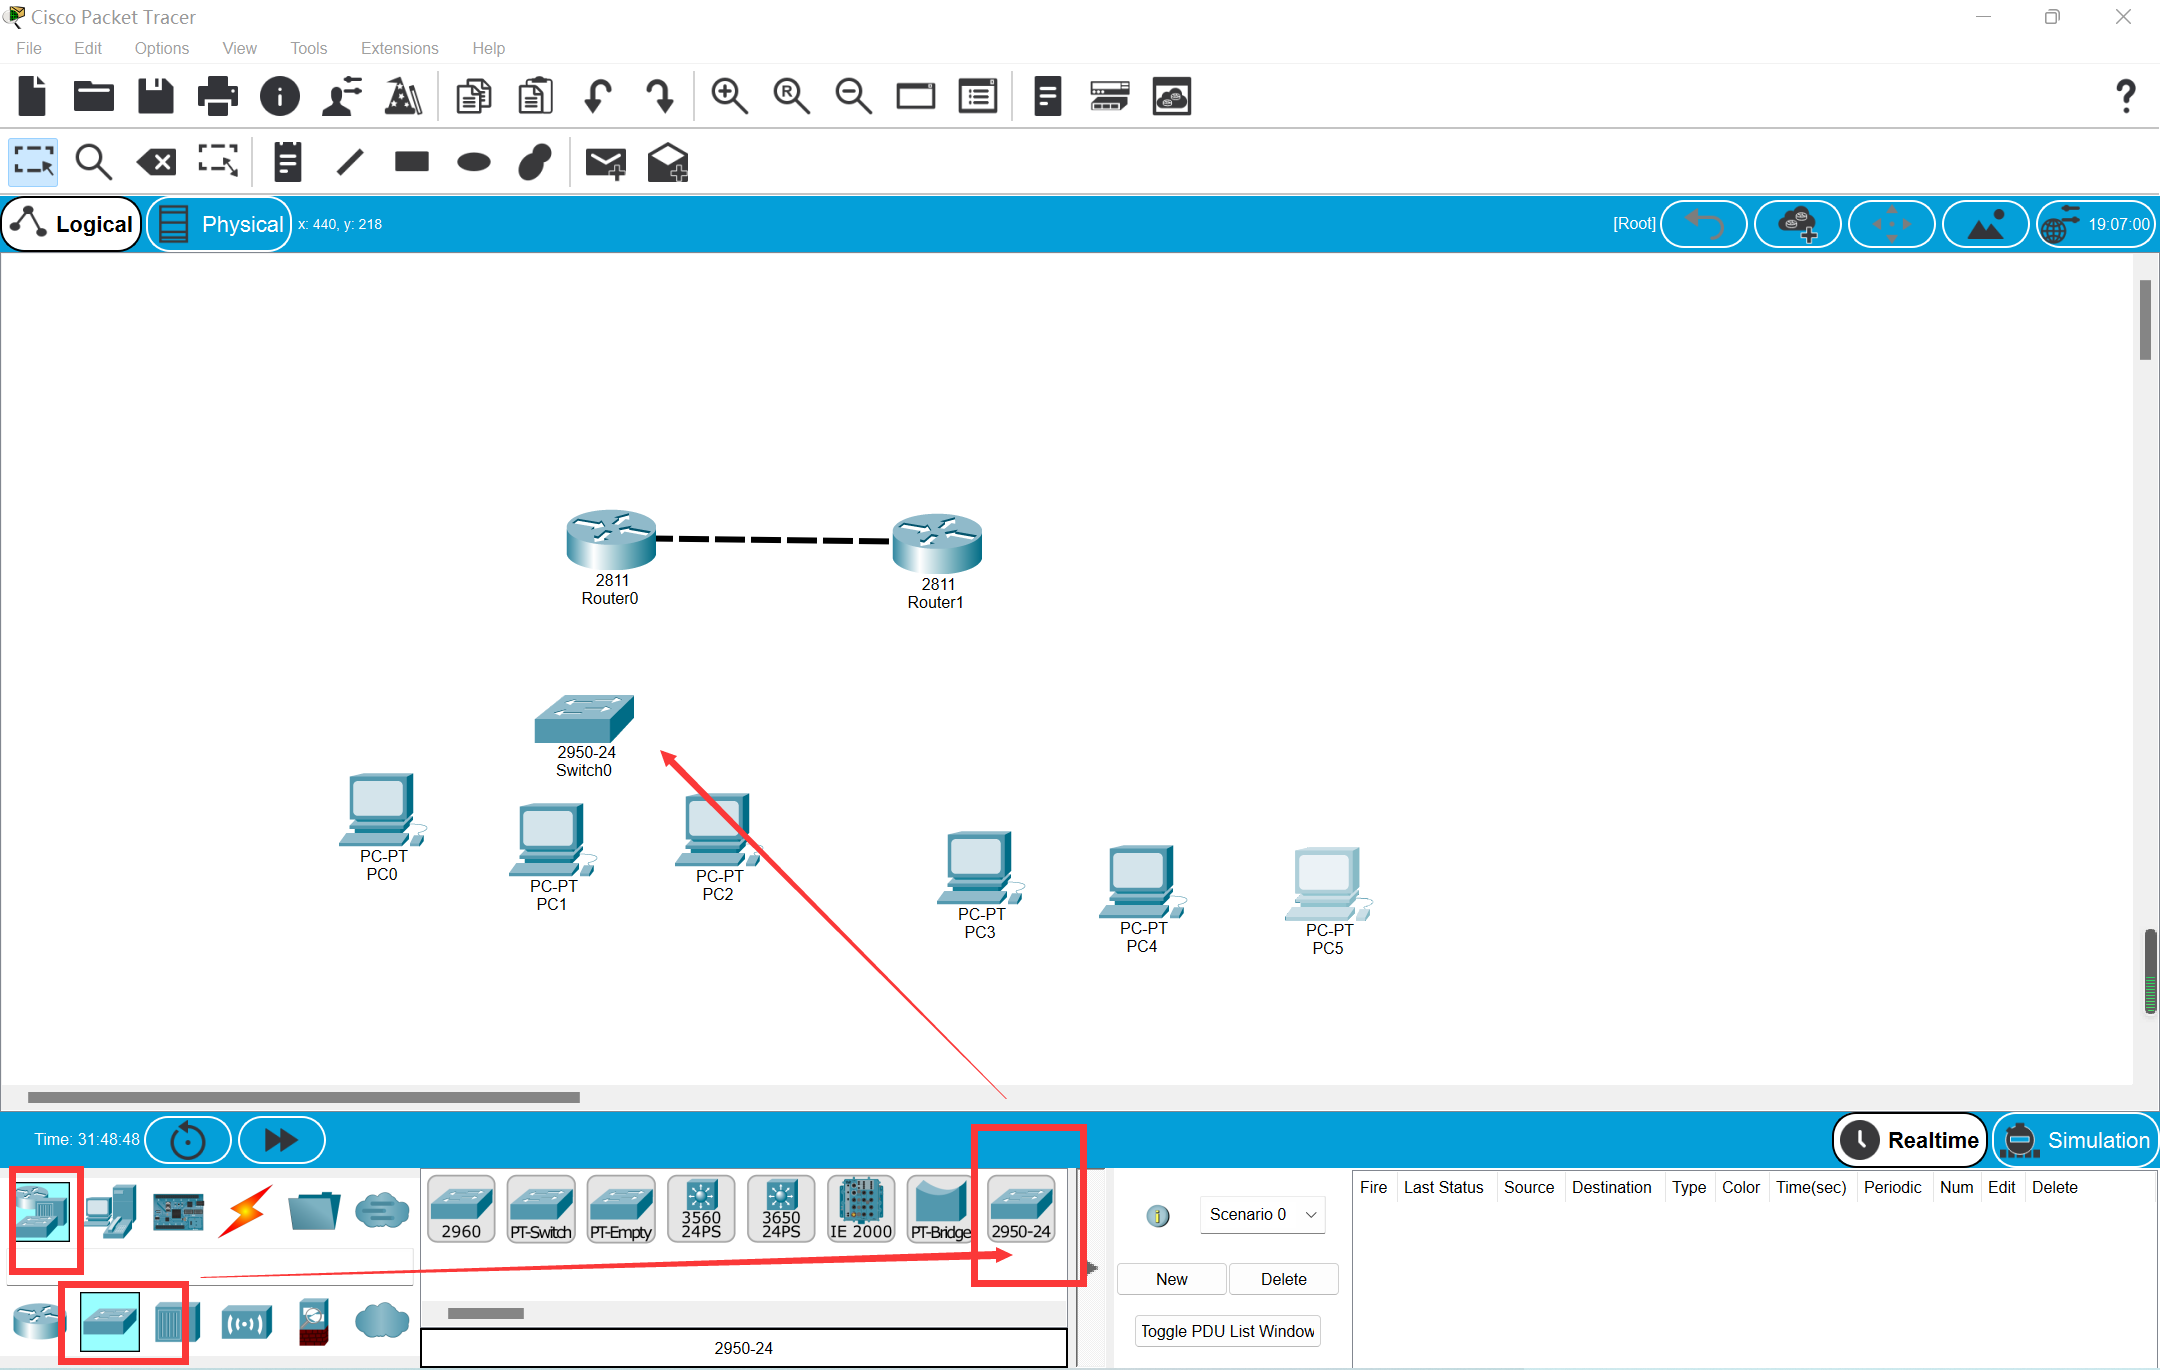 Cisco Packet Tracer
File Edit Options View Tools Extensions Help
Logical Physical x: 440, y: 218 [Root] 19:07:00
2811
Router0
2811
Router1
2950-24
Switch0
PC-PT
PC0
PC-PT
PC1
PC-PT
PC2
PC-PT
PC3
PC-PT
PC4
PC-PT
PC5
Time: 31:48:48 Realtime Simulation
2960 PT-Switch PT-Empty 3560 24PS 3650 24PS IE 2000 PT-Bridge 2950-24
2950-24
Scenario 0
New Delete
Toggle PDU List Window
Fire Last Status Source Destination Type Color Time(sec) Periodic Num Edit Delete